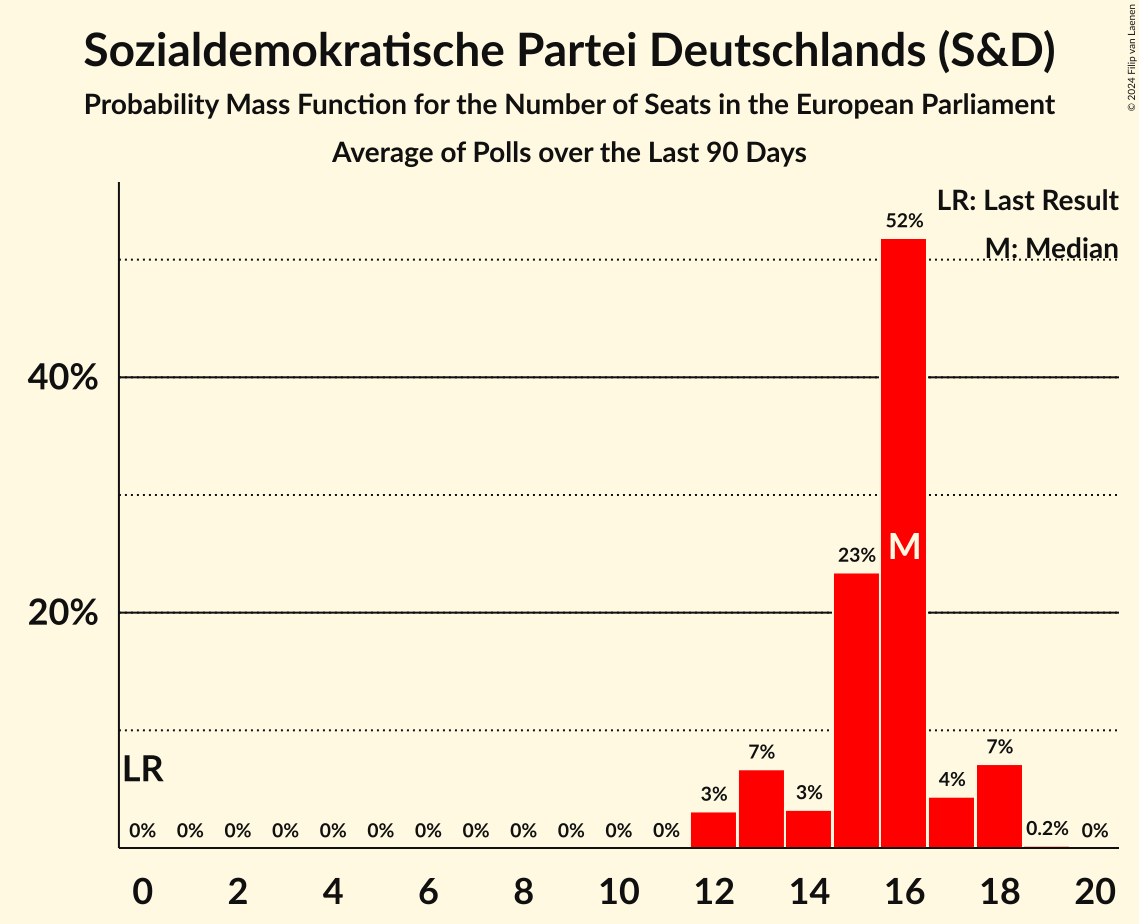 Sozialdemokratische Partei Deutschlands (S&D)
Probability Mass Function for the Number of Seats in the European Parliament
Average of Polls over the Last 90 Days
© 2024 Filip van Laenen
LR: Last Result
M: Median
52%
40%
23%
M
20%
LR
0% 0% 0% 0% 0% 0% 0% 0% 0% 0% 0% 0% 3% 7% 3% 4% 7% 0.2% 0%
0 2 4 6 8 10 12 14 16 18 20